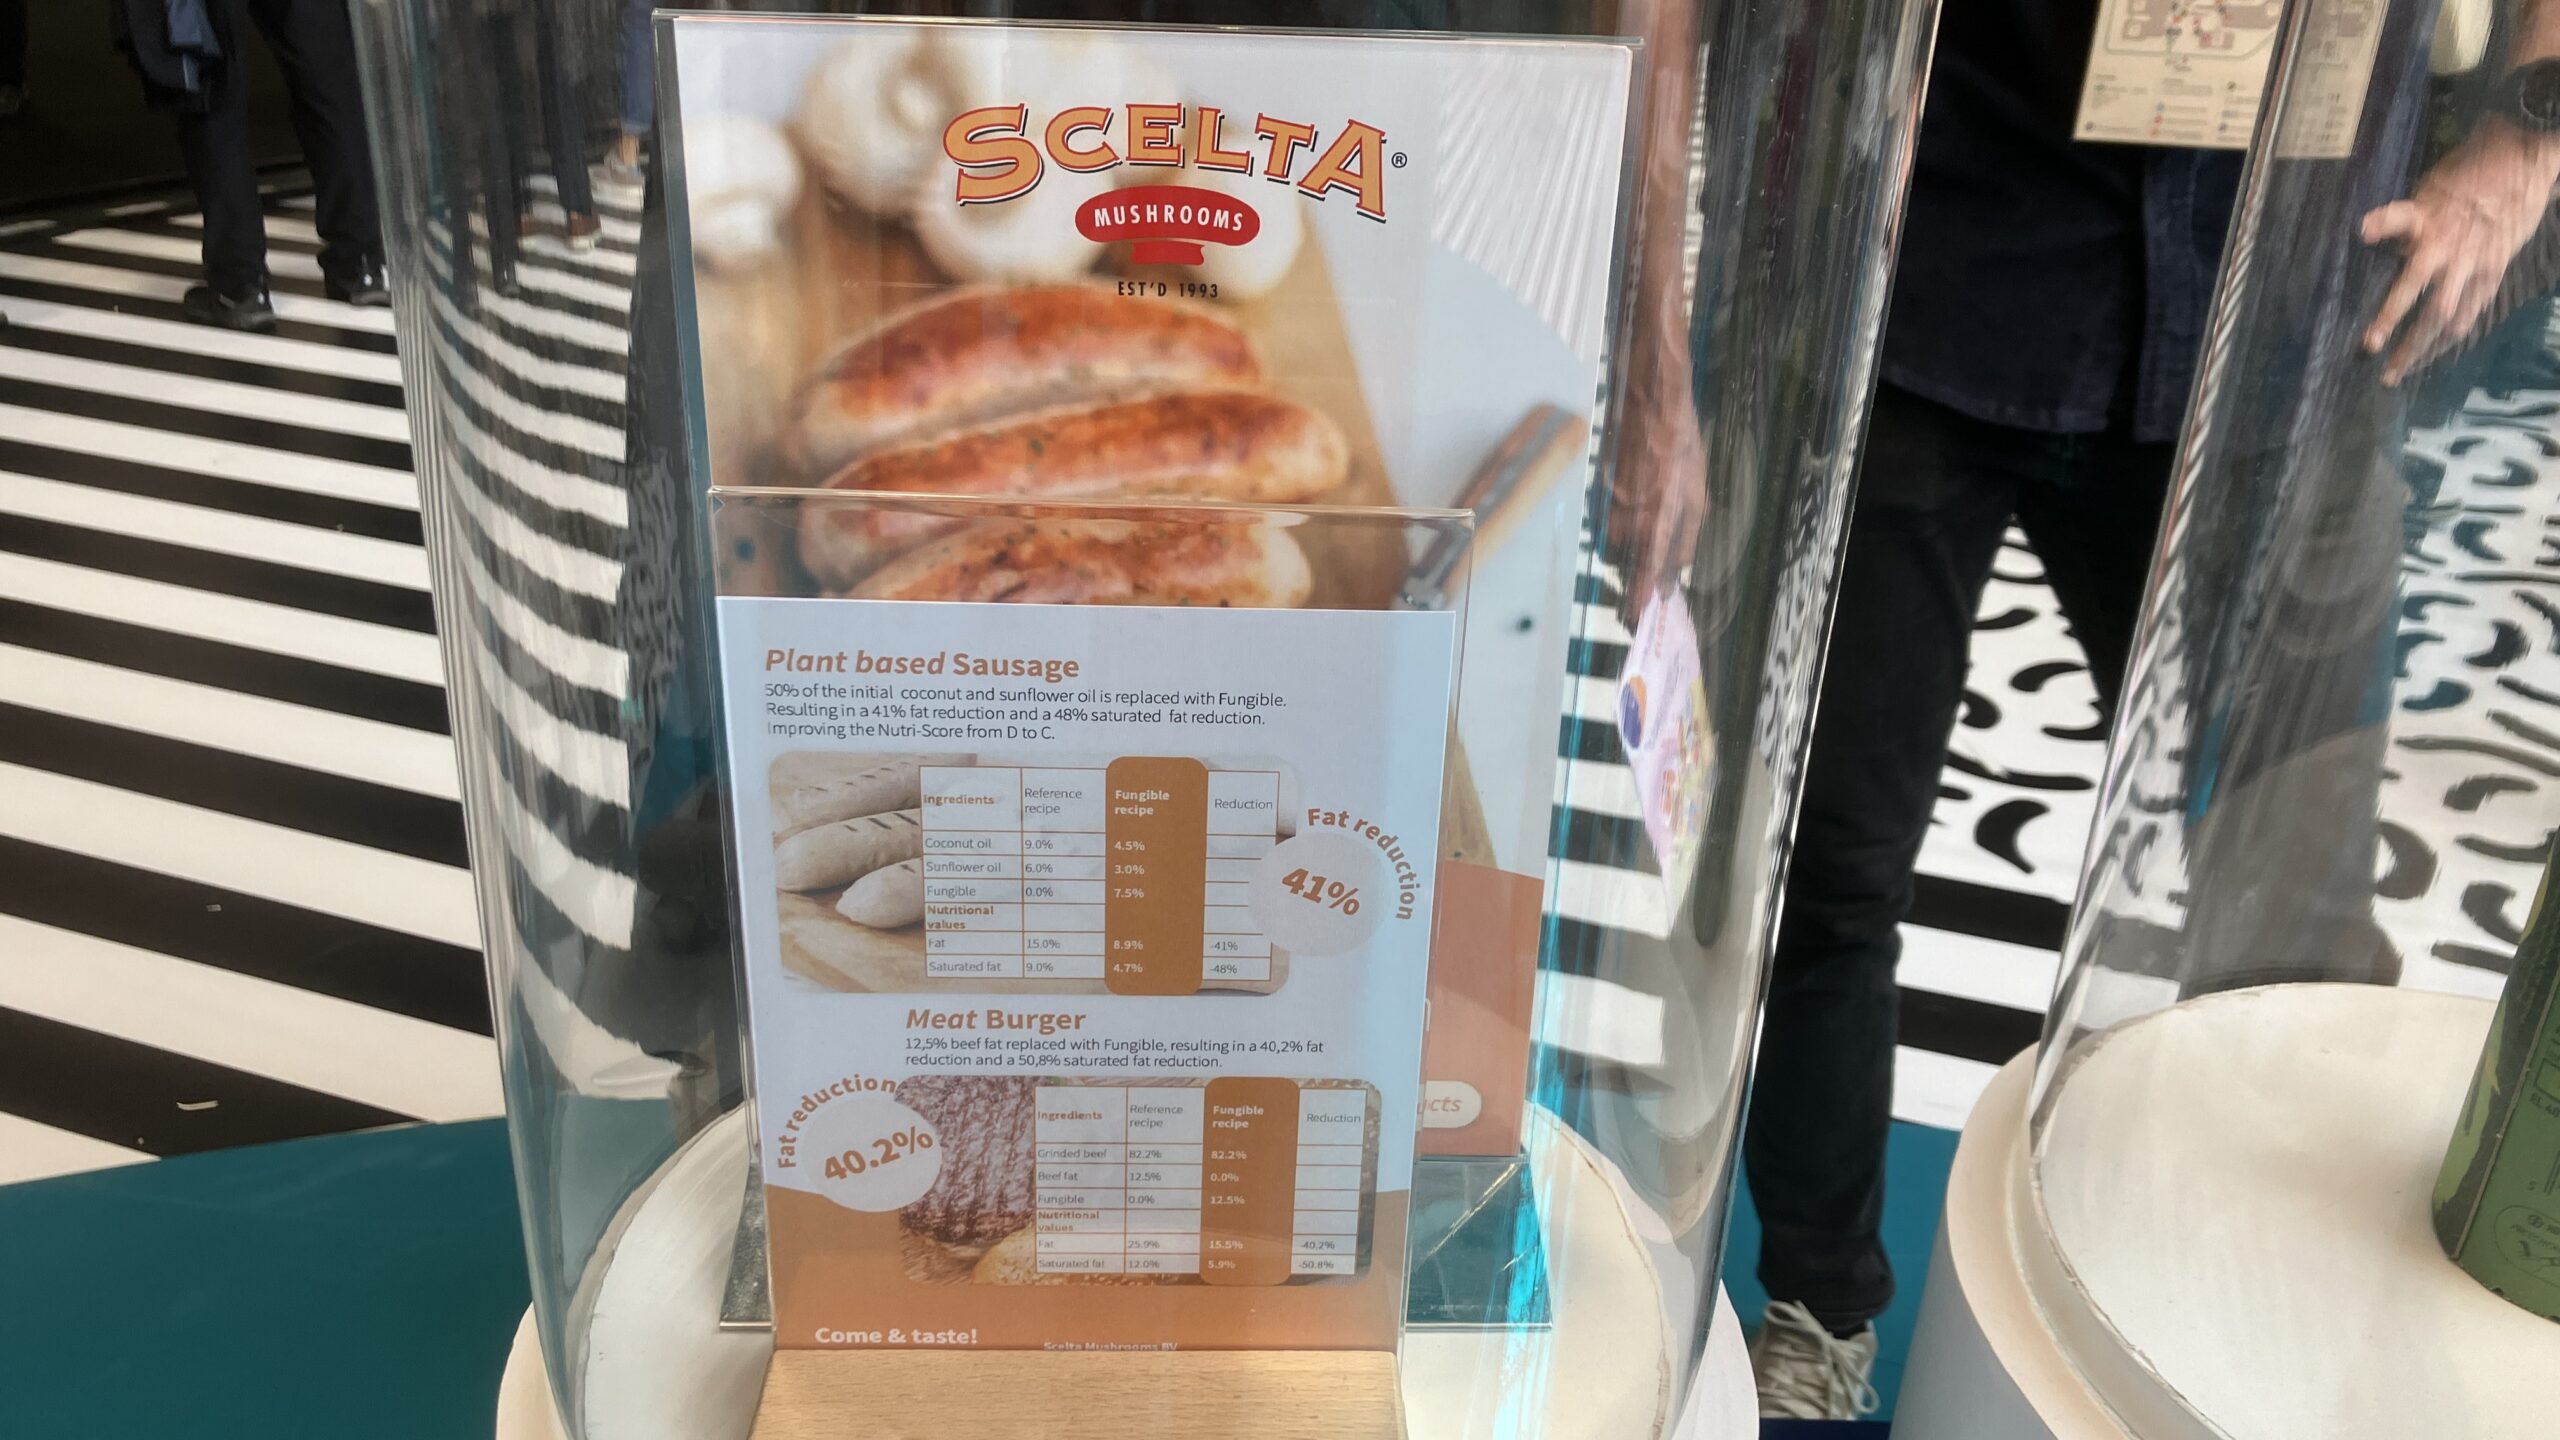 SCELTA®
MUSHROOMS
EST'D 1993
Plant based Sausage
50% of the initial coconut and sunflower oil is replaced with Fungible.
Resulting in a 41% fat reduction and a 48% saturated fat reduction.
Improving the Nutri-Score from D to C.
Ingredients Reference recipe Fungible recipe Reduction
Coconut oil 9.0% 4.5%
Sunflower oil 6.0% 3.0%
Fungible 0.0% 7.5%
Nutritional values
Fat 15.0% 8.9% -41%
Saturated fat 9.0% 4.7% -48%
Fat reduction
41%
Meat Burger
12,5% beef fat replaced with Fungible, resulting in a 40,2% fat
reduction and a 50,8% saturated fat reduction.
Fat reduction
40.2%
Ingredients Reference recipe Fungible recipe Reduction
Grinded beef 82.2% 82.2%
Beef fat 12.5% 0.0%
Fungible 0.0% 12.5%
Nutritional values
Fat 25.9% 15.5% -40,2%
Saturated fat 12.0% 5.9% -50.8%
Come & taste!
Scelta Mushrooms BV